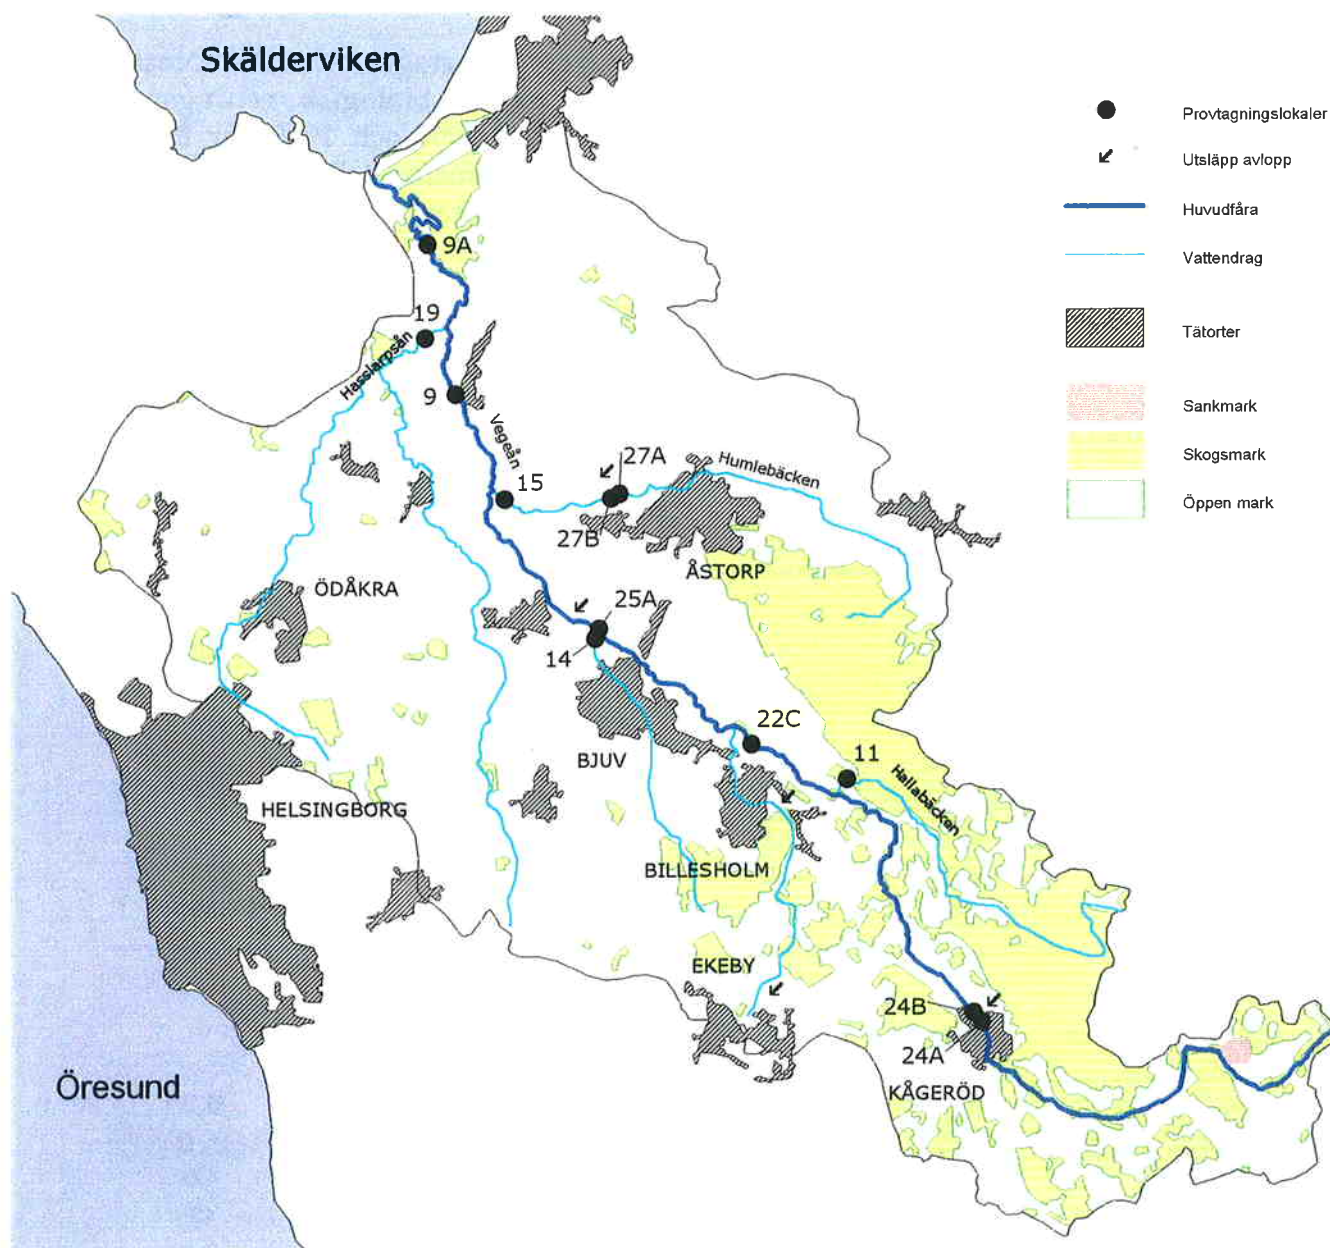 Skälderviken
Provtagningslokaler
Utsläpp avlopp
Huvudfåra
Vattendrag
Tätorter
Sankmark
Skogsmark
Öppen mark
9A
19
Hasslarpsån
9
Vegeån
27A
Humlebäcken
15
27B
ÅSTORP
ÖDÅKRA
25A
14
22C
11
BJUV
Hallabäcken
HELSINGBORG
BILLESHOLM
EKEBY
24B
24A
KÅGERÖD
Öresund